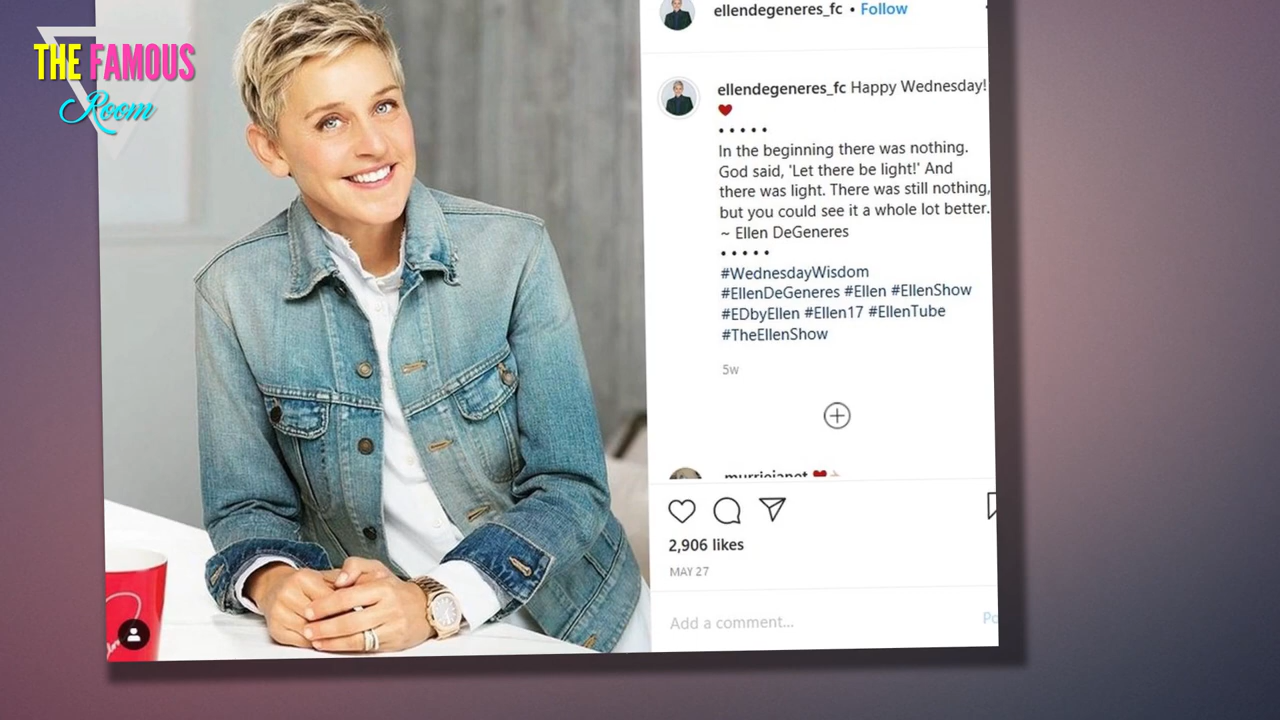 THE FAMOUS
Room
ellendegeneres_fc • Follow
ellendegeneres_fc Happy Wednesday!
❤
• • • • •
In the beginning there was nothing.
God said, 'Let there be light!' And
there was light. There was still nothing,
but you could see it a whole lot better.
~ Ellen DeGeneres
• • • • •
#WednesdayWisdom
#EllenDeGeneres #Ellen #EllenShow
#EDbyEllen #Ellen17 #EllenTube
#TheEllenShow
5w
2,906 likes
MAY 27
Add a comment...